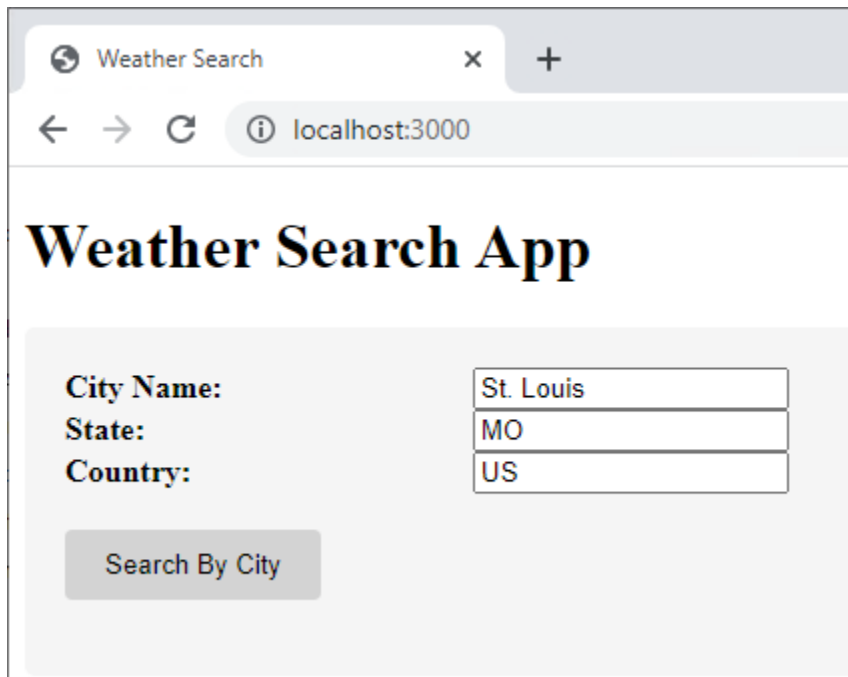 Weather Search
localhost:3000
Weather Search App
City Name: St. Louis
State: MO
Country: US
Search By City